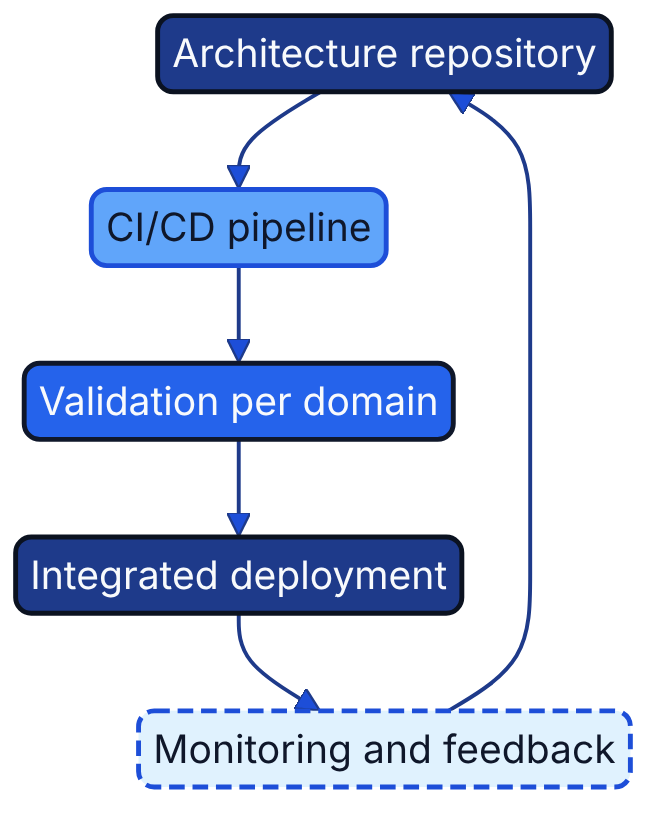 Architecture repository
CI/CD pipeline
Validation per domain
Integrated deployment
Monitoring and feedback